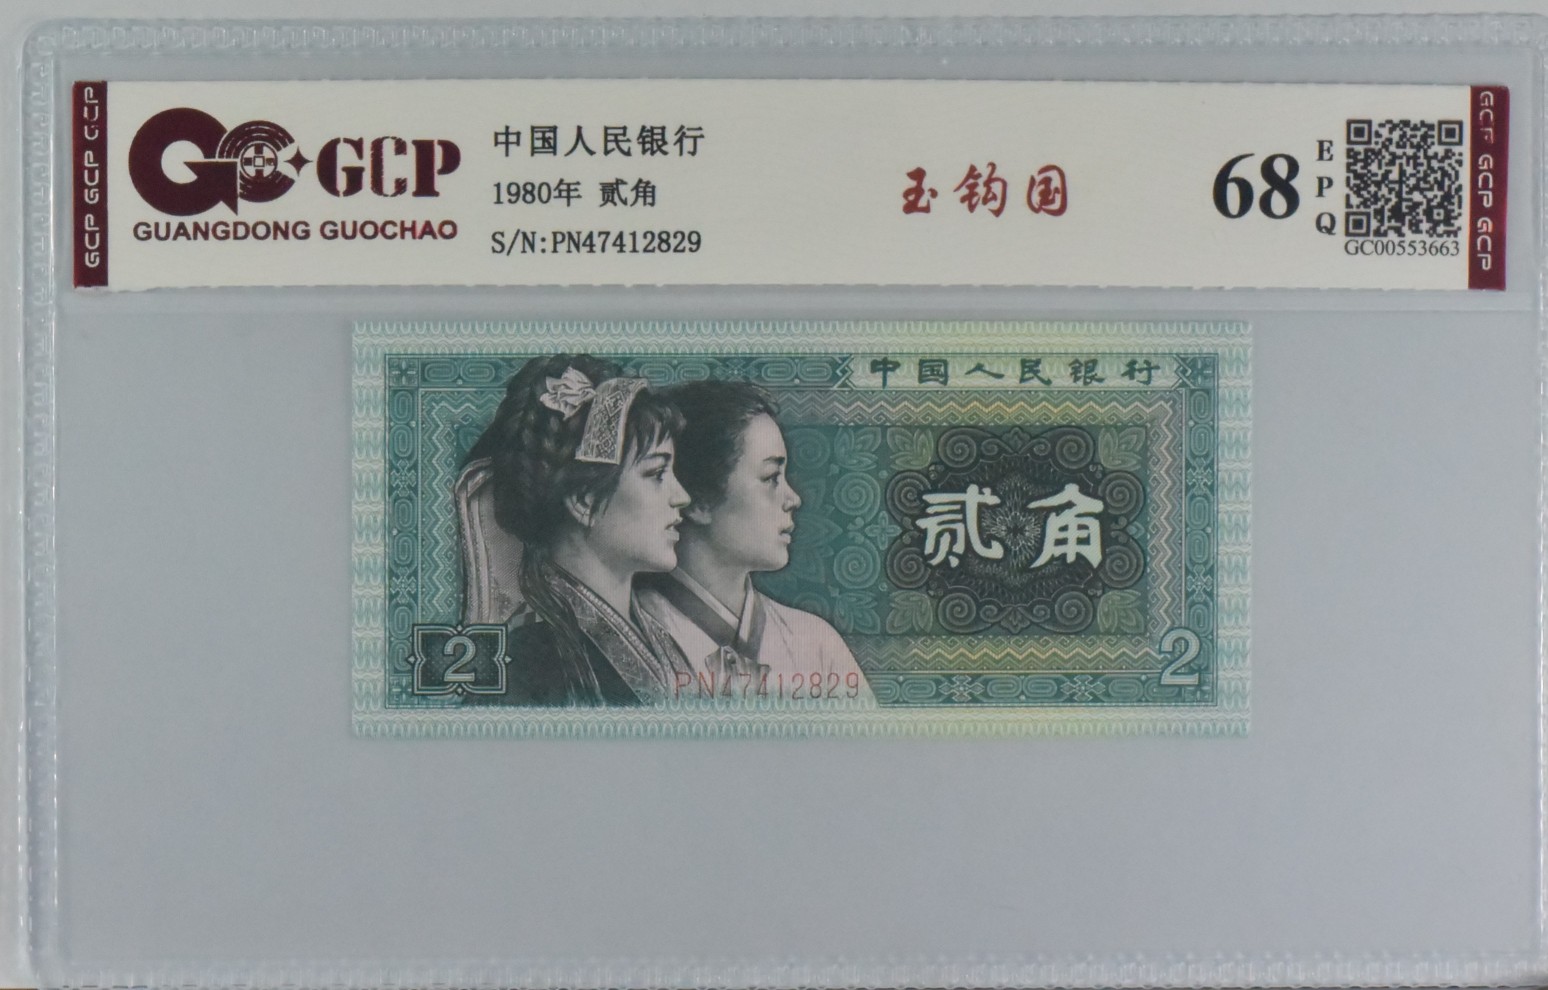 GCP GCP GCP
GCP
GUANGDONG GUOCHAO
中国人民银行
1980年 贰角
S/N:PN47412829
玉钩国
68
EPQ
GC00553663
GCP GCP GCP
中国人民银行
贰角
2
2
PN47412829